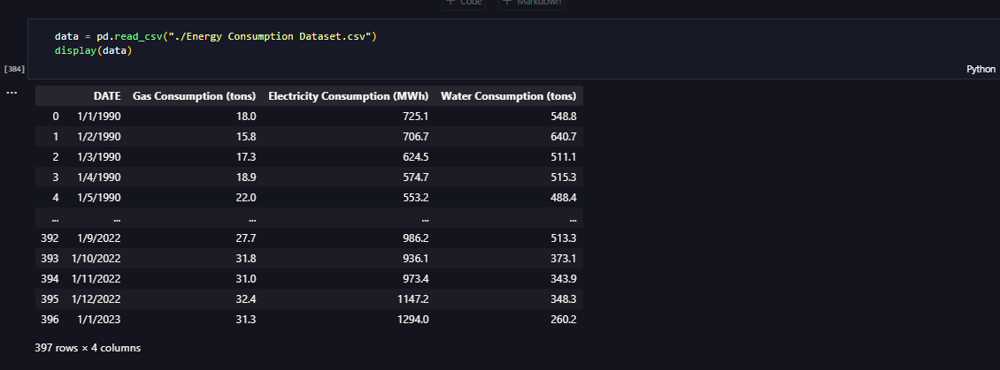 + Code + Markdown
data = pd.read_csv("./Energy Consumption Dataset.csv")
display(data)
[384]
Python
...
DATE Gas Consumption (tons) Electricity Consumption (MWh) Water Consumption (tons)
0 1/1/1990 18.0 725.1 548.8
1 1/2/1990 15.8 706.7 640.7
2 1/3/1990 17.3 624.5 511.1
3 1/4/1990 18.9 574.7 515.3
4 1/5/1990 22.0 553.2 488.4
... ... ... ... ...
392 1/9/2022 27.7 986.2 513.3
393 1/10/2022 31.8 936.1 373.1
394 1/11/2022 31.0 973.4 343.9
395 1/12/2022 32.4 1147.2 348.3
396 1/1/2023 31.3 1294.0 260.2
397 rows × 4 columns